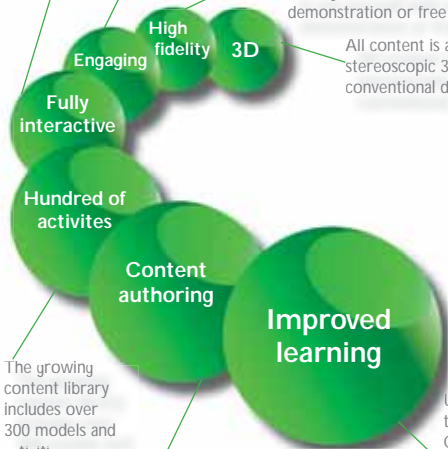 demonstration or free
High
fidelity
3D
Engaging
All content is
stereoscopic 3
conventional d
Fully
interactive
Hundred of
activites
Content
authoring
Improved
learning
The growing
content library
includes over
300 models and